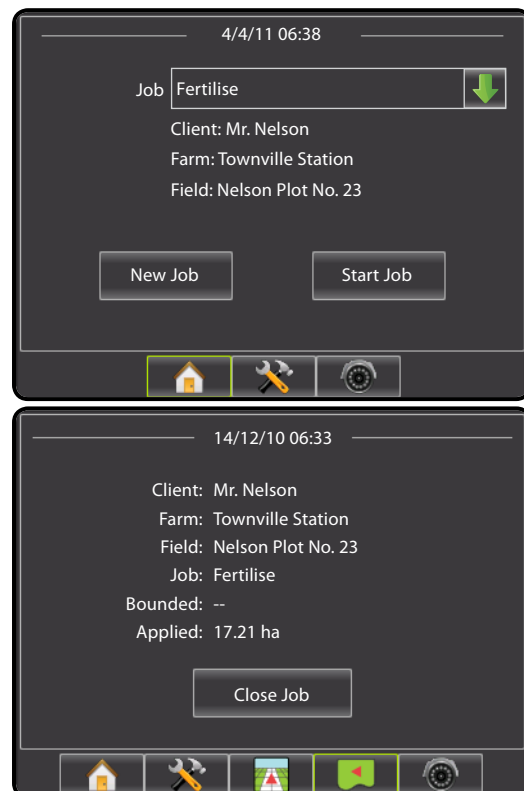 4/4/11 06:38
Job Fertilise
Client: Mr. Nelson
Farm: Townville Station
Field: Nelson Plot No. 23
New Job Start Job
14/12/10 06:33
Client: Mr. Nelson
Farm: Townville Station
Field: Nelson Plot No. 23
Job: Fertilise
Bounded: --
Applied: 17.21 ha
Close Job